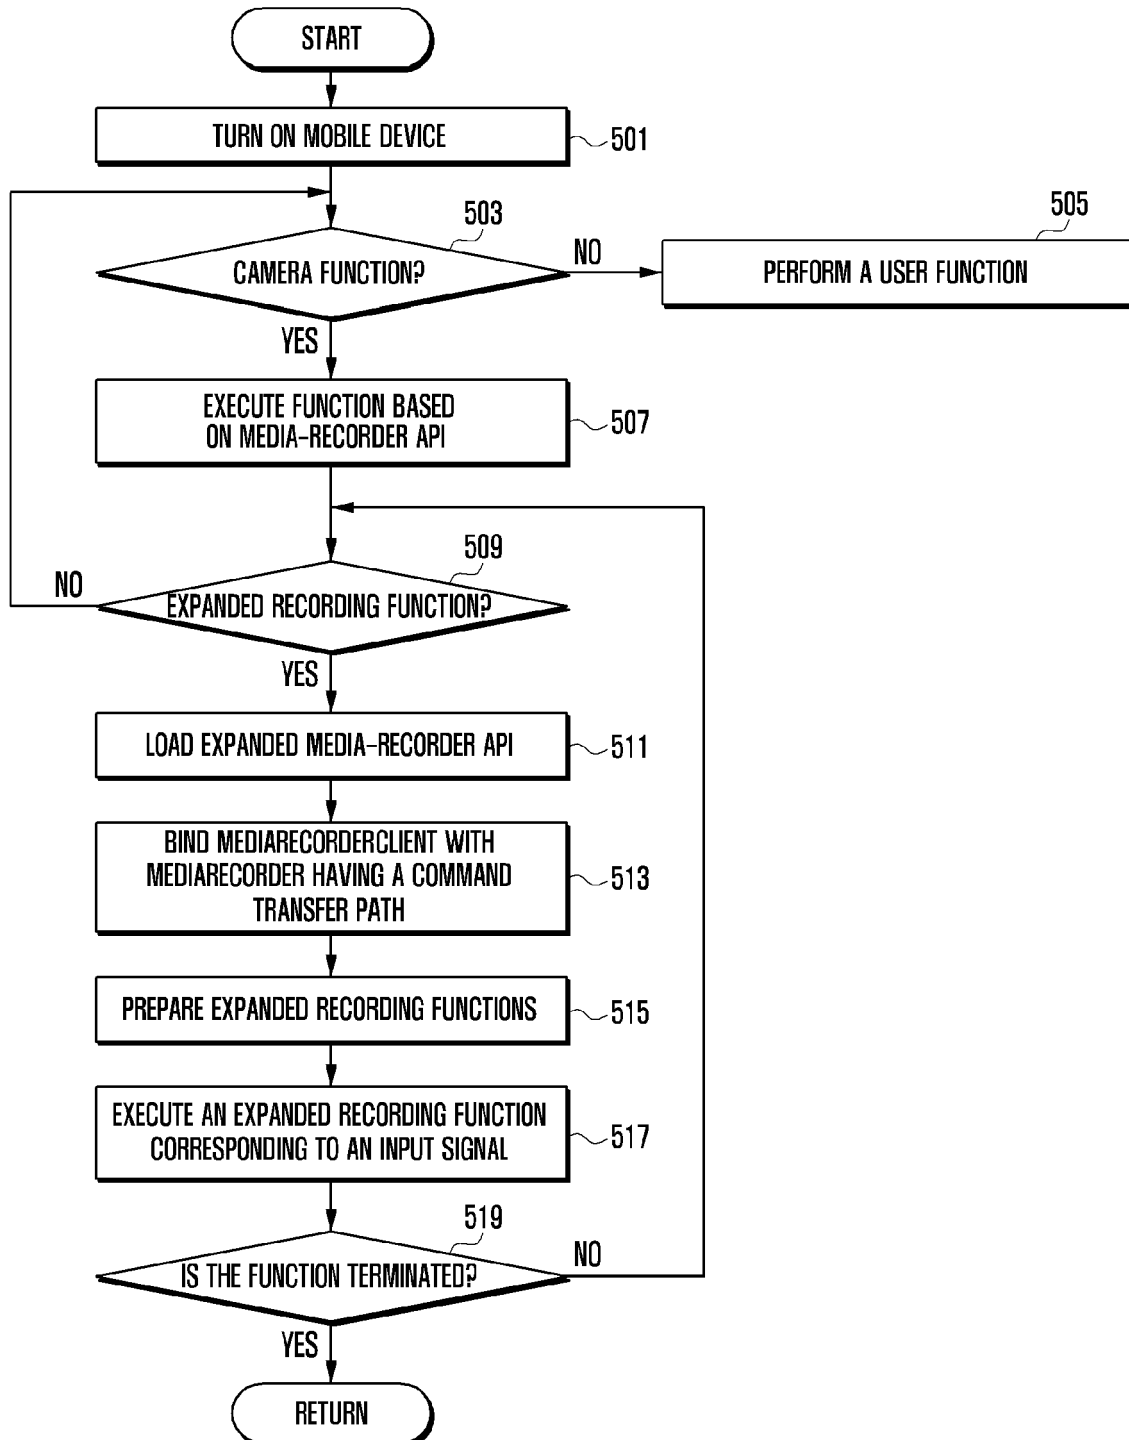 START
TURN ON MOBILE DEVICE
501
503
CAMERA FUNCTION?
NO
505
PERFORM A USER FUNCTION
YES
EXECUTE FUNCTION BASED
ON MEDIA-RECORDER API
507
509
NO
EXPANDED RECORDING FUNCTION?
YES
LOAD EXPANDED MEDIA-RECORDER API
511
BIND MEDIARECORDERCLIENT WITH
MEDIARECORDER HAVING A COMMAND
TRANSFER PATH
513
PREPARE EXPANDED RECORDING FUNCTIONS
515
EXECUTE AN EXPANDED RECORDING FUNCTION
CORRESPONDING TO AN INPUT SIGNAL
517
519
IS THE FUNCTION TERMINATED?
NO
YES
RETURN